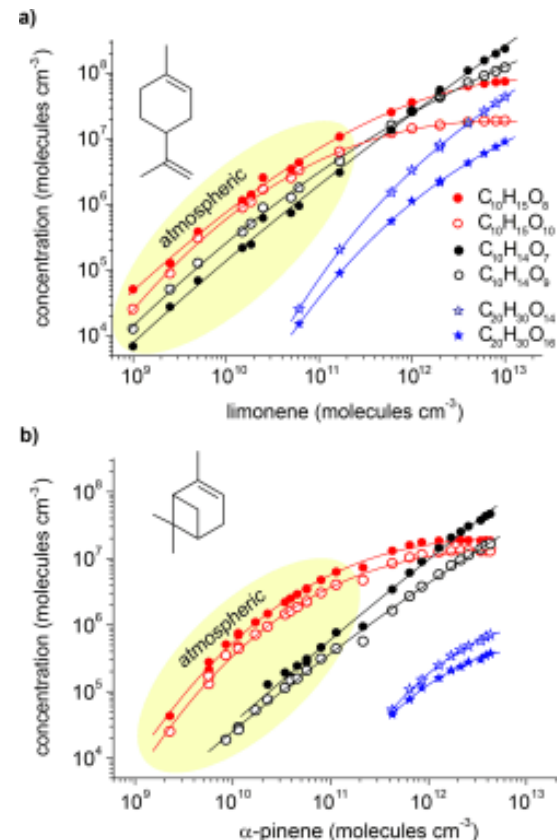 a)
concentration (molecules cm⁻³)
10⁸
10⁷
10⁶
10⁵
10⁴
atmospheric
C₁₀H₁₅O₈
C₁₀H₁₅O₁₀
C₁₀H₁₄O₇
C₁₀H₁₄O₉
C₂₀H₃₀O₁₄
C₂₀H₃₀O₁₆
10⁹ 10¹⁰ 10¹¹ 10¹² 10¹³
limonene (molecules cm⁻³)
b)
concentration (molecules cm⁻³)
10⁸
10⁷
10⁶
10⁵
10⁴
atmospheric
10⁹ 10¹⁰ 10¹¹ 10¹² 10¹³
α-pinene (molecules cm⁻³)